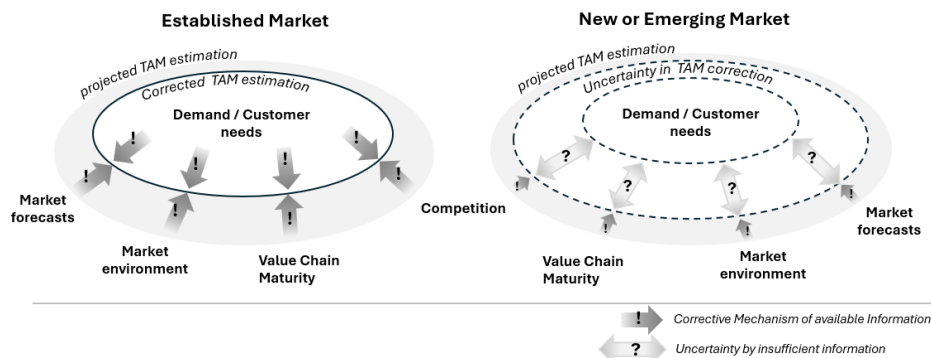 Established Market
projected TAM estimation
Corrected TAM estimation
Demand / Customer
needs
!
!
!
!
!
!
!
!
Market
forecasts
Market
environment
Value Chain
Maturity
Competition
New or Emerging Market
projected TAM estimation
Uncertainty in TAM correction
Demand / Customer
needs
?
?
?
?
!
!
!
!
Value Chain
Maturity
Market
environment
Market
forecasts
! Corrective Mechanism of available Information
? Uncertainty by insufficient information